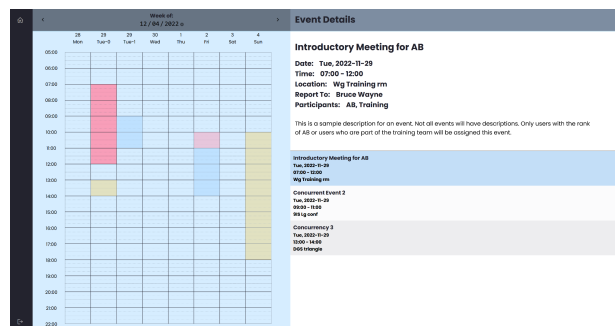 Week of:
12/04/2022
28 29 29 30 1 2 3 4
Mon Tue-0 Tue-1 Wed Thu Fri Sat Sun
05:00
06:00
07:00
08:00
09:00
10:00
11:00
12:00
13:00
14:00
15:00
16:00
17:00
18:00
19:00
20:00
21:00
22:00
Event Details
Introductory Meeting for AB
Date: Tue, 2022-11-29
Time: 07:00 - 12:00
Location: Wg Training rm
Report To: Bruce Wayne
Participants: AB, Training
This is a sample description for an event. Not all events will have descriptions. Only users with the rank
of AB or users who are part of the training team will be assigned this event.
Introductory Meeting for AB
Tue, 2022-11-29
07:00 - 12:00
Wg Training rm
Concurrent Event 2
Tue, 2022-11-29
09:00 - 11:00
91S Lg conf
Concurrency 3
Tue, 2022-11-29
13:00 - 14:00
DGS triangle